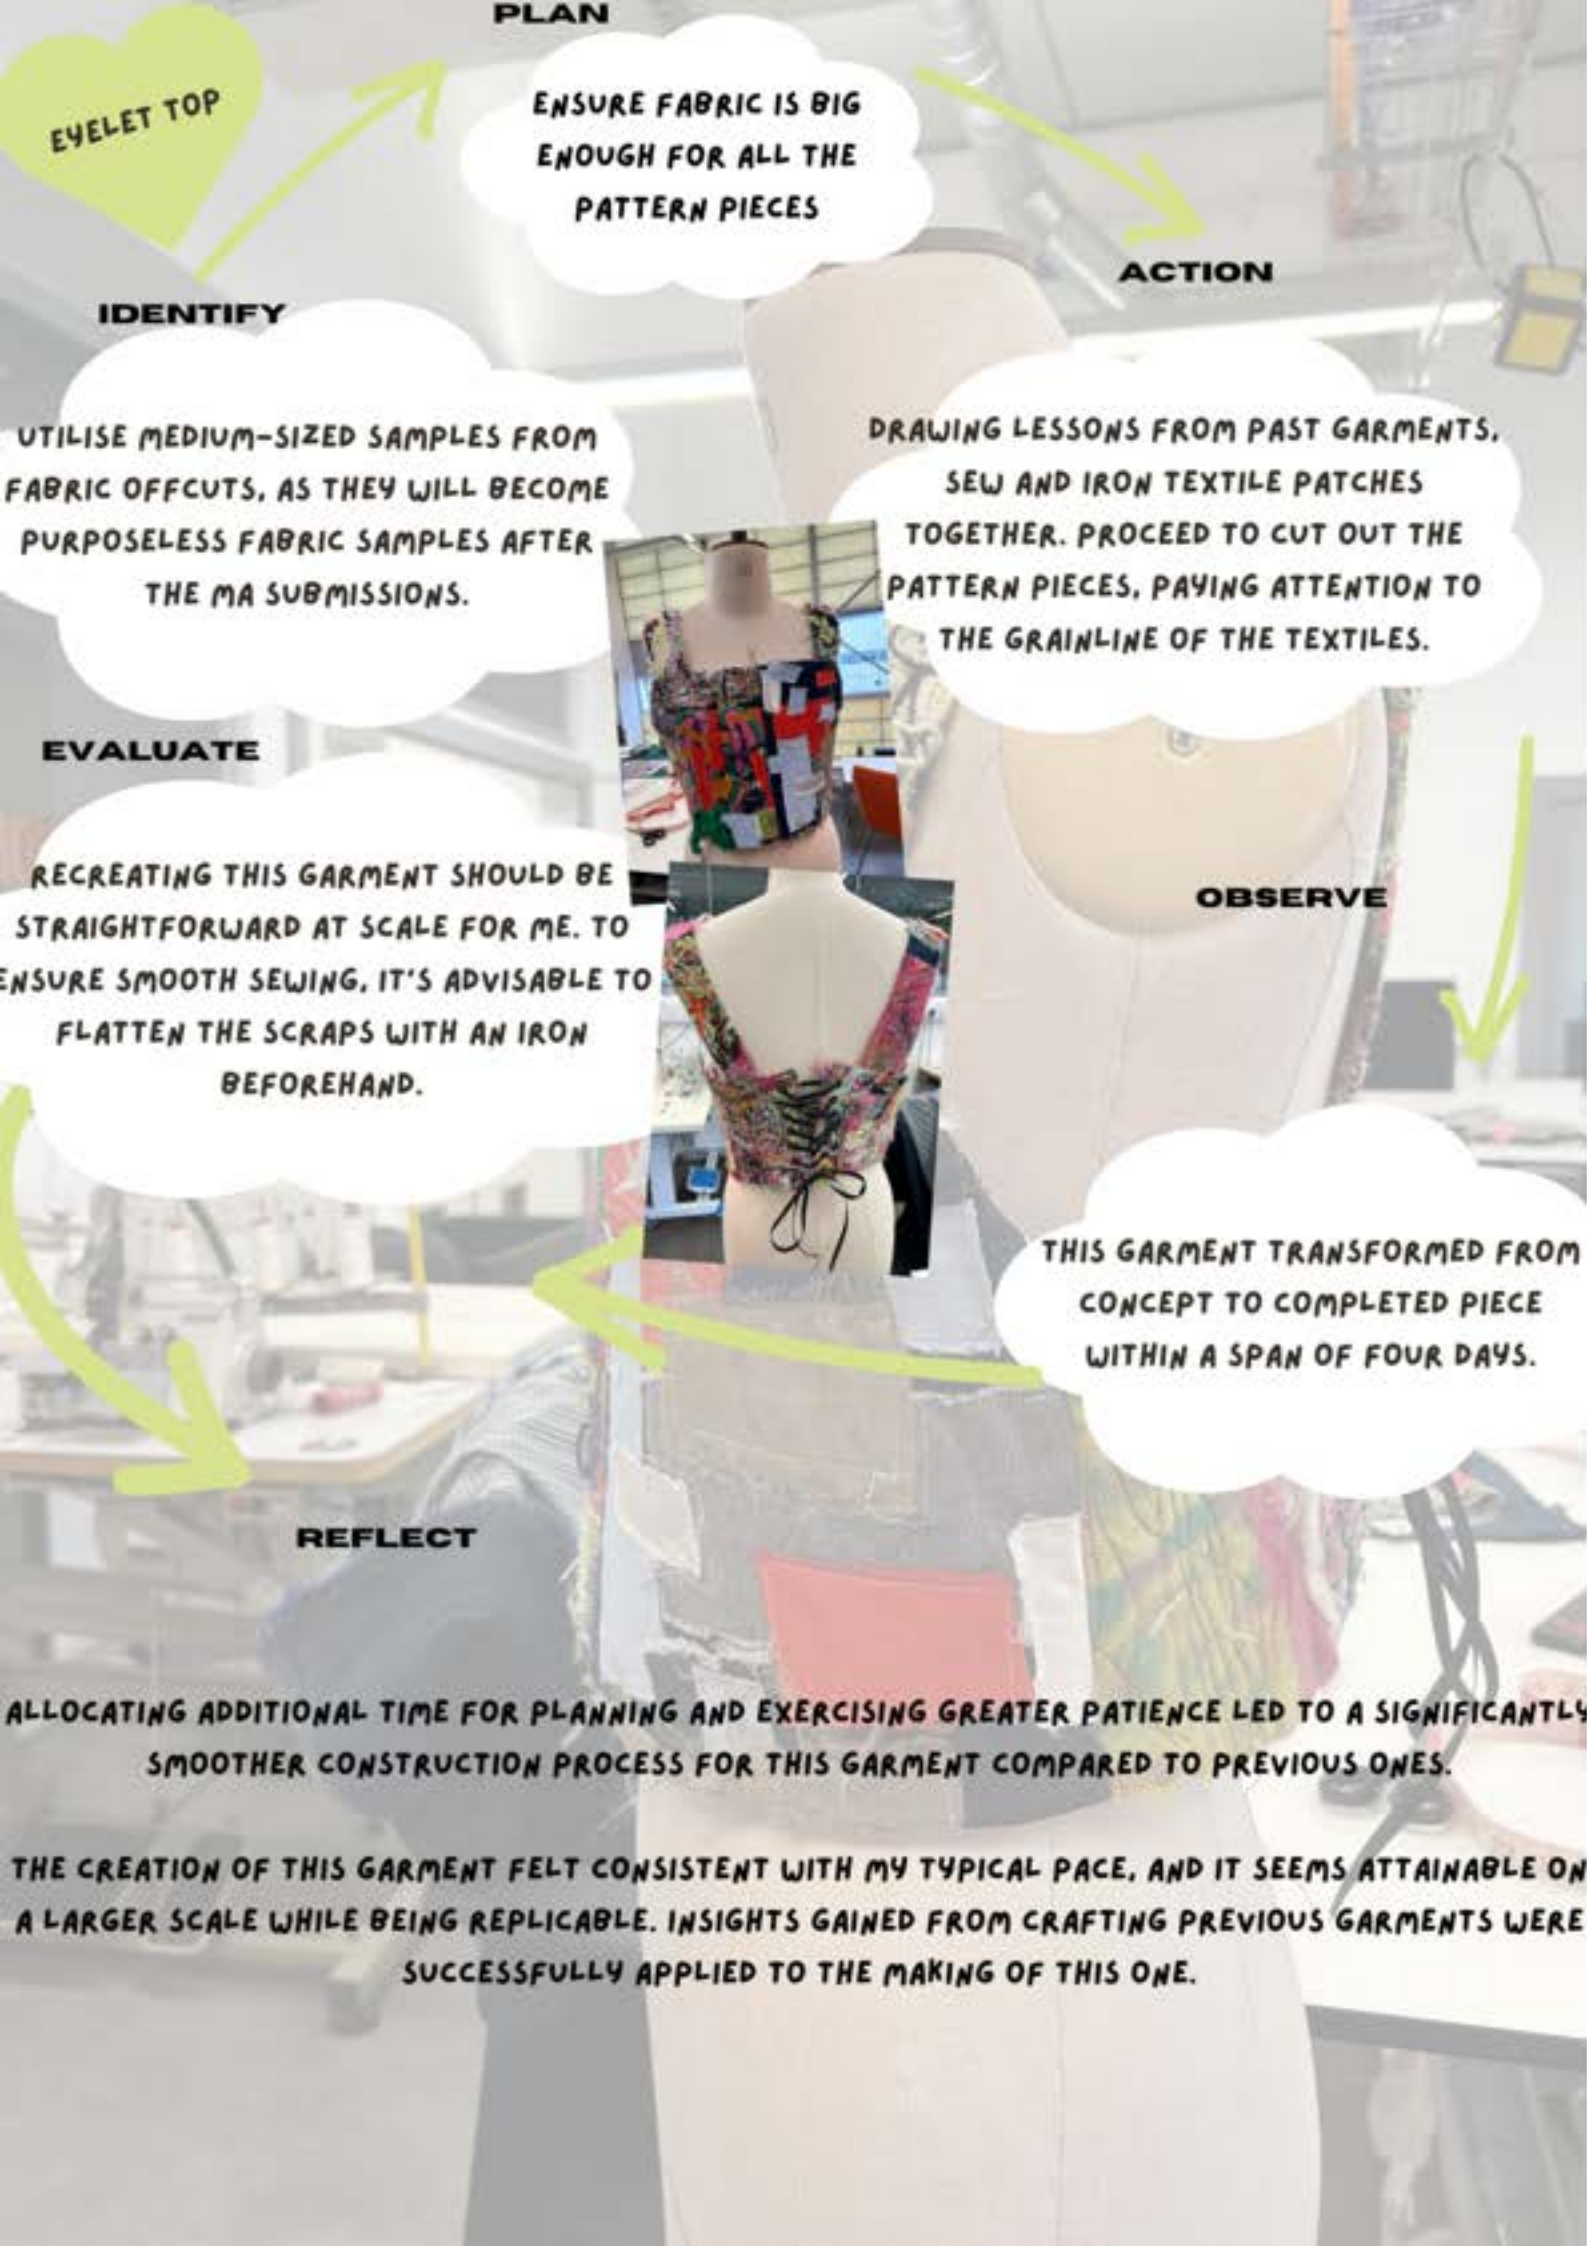 EYELET TOP
IDENTIFY
UTILISE MEDIUM-SIZED SAMPLES FROM
FABRIC OFFCUTS, AS THEY WILL BECOME
PURPOSELESS FABRIC SAMPLES AFTER
THE MA SUBMISSIONS.
PLAN
ENSURE FABRIC IS BIG
ENOUGH FOR ALL THE
PATTERN PIECES
ACTION
DRAWING LESSONS FROM PAST GARMENTS,
SEW AND IRON TEXTILE PATCHES
TOGETHER. PROCEED TO CUT OUT THE
PATTERN PIECES, PAYING ATTENTION TO
THE GRAINLINE OF THE TEXTILES.
OBSERVE
THIS GARMENT TRANSFORMED FROM
CONCEPT TO COMPLETED PIECE
WITHIN A SPAN OF FOUR DAYS.
EVALUATE
RECREATING THIS GARMENT SHOULD BE
STRAIGHTFORWARD AT SCALE FOR ME. TO
ENSURE SMOOTH SEWING, IT'S ADVISABLE TO
FLATTEN THE SCRAPS WITH AN IRON
BEFOREHAND.
REFLECT
ALLOCATING ADDITIONAL TIME FOR PLANNING AND EXERCISING GREATER PATIENCE LED TO A SIGNIFICANTLY
SMOOTHER CONSTRUCTION PROCESS FOR THIS GARMENT COMPARED TO PREVIOUS ONES.
THE CREATION OF THIS GARMENT FELT CONSISTENT WITH MY TYPICAL PACE, AND IT SEEMS ATTAINABLE ON
A LARGER SCALE WHILE BEING REPLICABLE. INSIGHTS GAINED FROM CRAFTING PREVIOUS GARMENTS WERE
SUCCESSFULLY APPLIED TO THE MAKING OF THIS ONE.